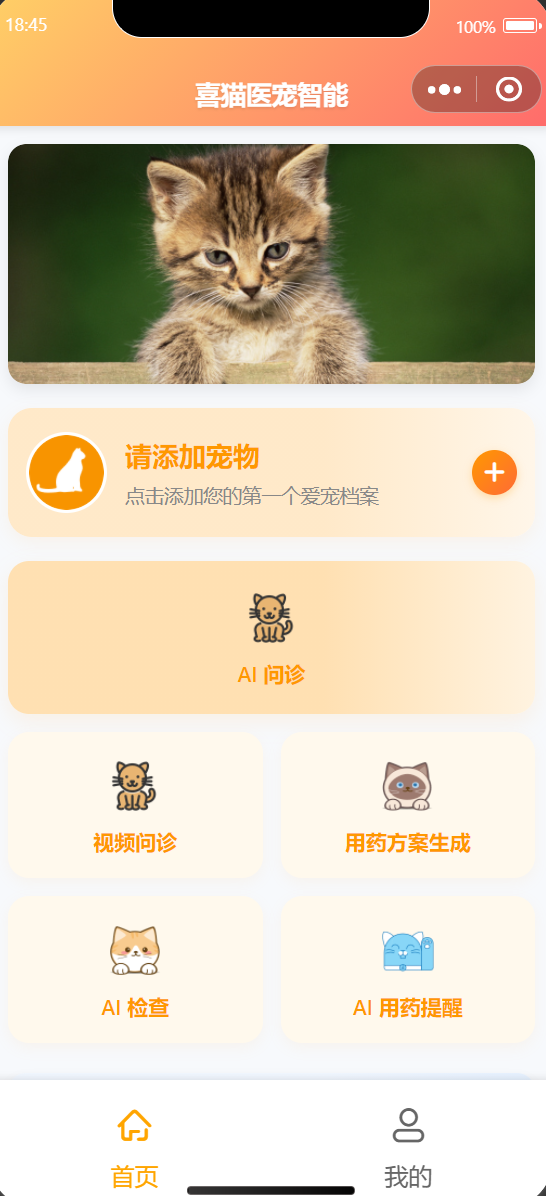 18:45
100%
喜猫医宠智能
请添加宠物
点击添加您的第一个爱宠档案
AI 问诊
视频问诊
用药方案生成
AI 检查
AI 用药提醒
首页
我的